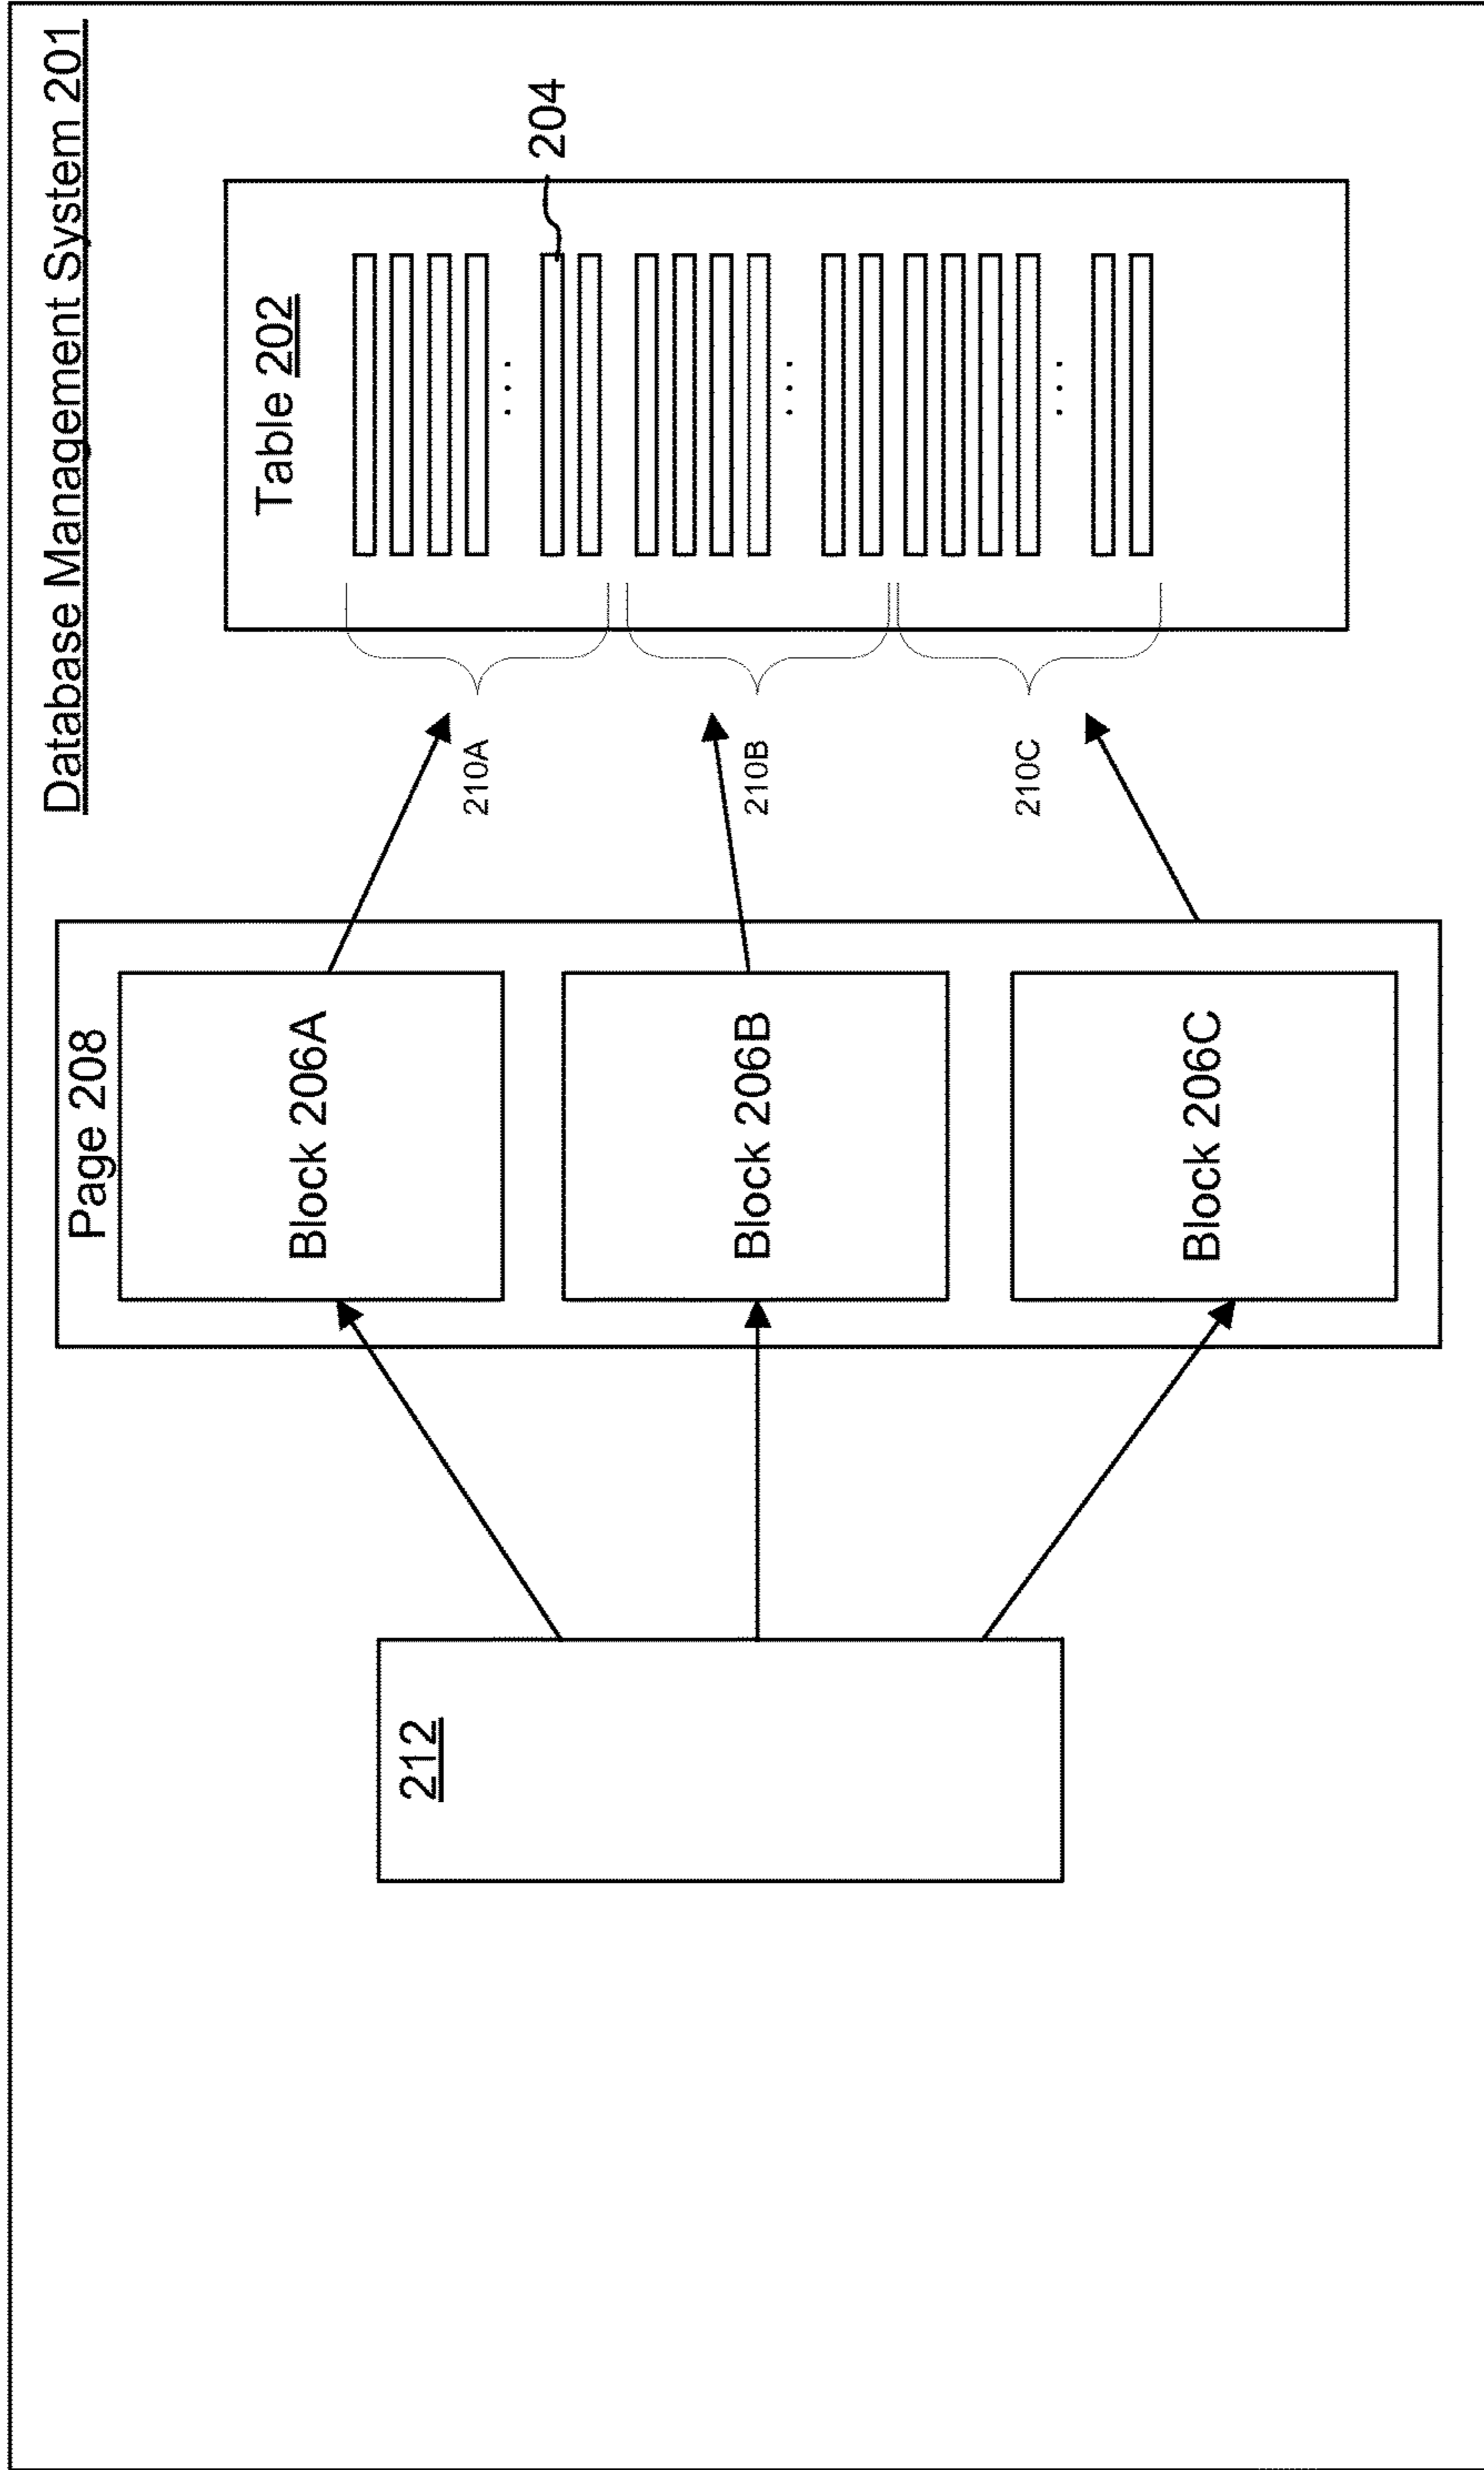 Database Management System 201
212
Page 208
Block 206A
Block 206B
Block 206C
210A
210B
210C
Table 202
204
. . .
. . .
. . .